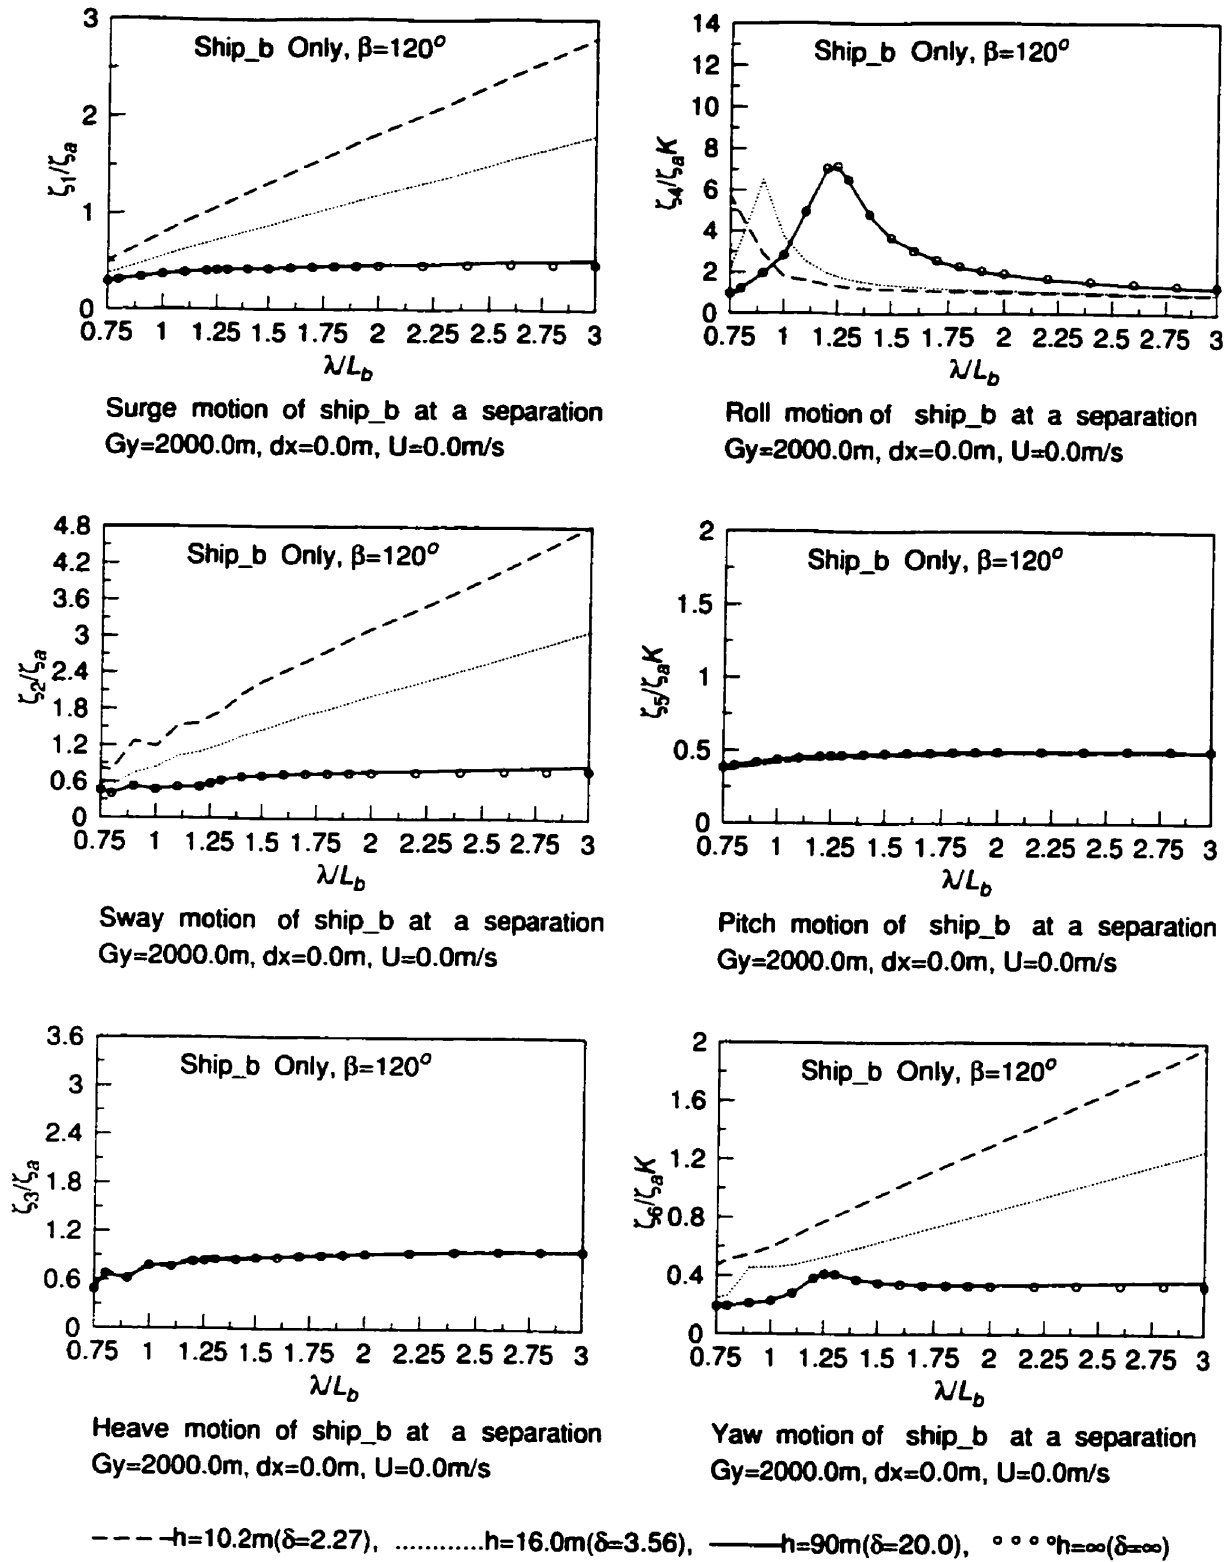 3
Ship_b Only, β=120°
2
ζ1/ζa
1
0
0.75 1 1.25 1.5 1.75 2 2.25 2.5 2.75 3
λ/Lb
Surge motion of ship_b at a separation
Gy=2000.0m, dx=0.0m, U=0.0m/s
14
Ship_b Only, β=120°
12
10
8
ζ4/ζaK
6
4
2
0
0.75 1 1.25 1.5 1.75 2 2.25 2.5 2.75 3
λ/Lb
Roll motion of ship_b at a separation
Gy=2000.0m, dx=0.0m, U=0.0m/s
4.8
Ship_b Only, β=120°
4.2
3.6
3
ζ2/ζa
2.4
1.8
1.2
0.6
0
0.75 1 1.25 1.5 1.75 2 2.25 2.5 2.75 3
λ/Lb
Sway motion of ship_b at a separation
Gy=2000.0m, dx=0.0m, U=0.0m/s
2
Ship_b Only, β=120°
1.5
ζ5/ζaK
1
0.5
0
0.75 1 1.25 1.5 1.75 2 2.25 2.5 2.75 3
λ/Lb
Pitch motion of ship_b at a separation
Gy=2000.0m, dx=0.0m, U=0.0m/s
3.6
Ship_b Only, β=120°
3
2.4
ζ3/ζa
1.8
1.2
0.6
0
0.75 1 1.25 1.5 1.75 2 2.25 2.5 2.75 3
λ/Lb
Heave motion of ship_b at a separation
Gy=2000.0m, dx=0.0m, U=0.0m/s
2
Ship_b Only, β=120°
1.6
1.2
ζ6/ζaK
0.8
0.4
0
0.75 1 1.25 1.5 1.75 2 2.25 2.5 2.75 3
λ/Lb
Yaw motion of ship_b at a separation
Gy=2000.0m, dx=0.0m, U=0.0m/s
h=10.2m(δ=2.27), h=16.0m(δ=3.56), h=90m(δ=20.0), h=∞(δ=∞)